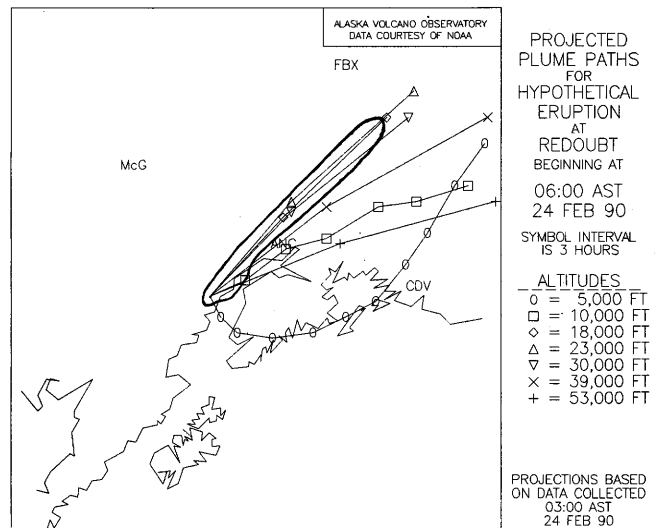 ALASKA VOLCANO OBSERVATORY
DATA COURTESY OF NOAA
FBX
McG
ANC
CDV
PROJECTED
PLUME PATHS
FOR
HYPOTHETICAL
ERUPTION
AT
REDOUBT
BEGINNING AT
06:00 AST
24 FEB 90
SYMBOL INTERVAL
IS 3 HOURS
ALTITUDES
0 = 5,000 FT
□ = 10,000 FT
◇ = 18,000 FT
△ = 23,000 FT
▽ = 30,000 FT
× = 39,000 FT
+ = 53,000 FT
PROJECTIONS BASED
ON DATA COLLECTED
03:00 AST
24 FEB 90